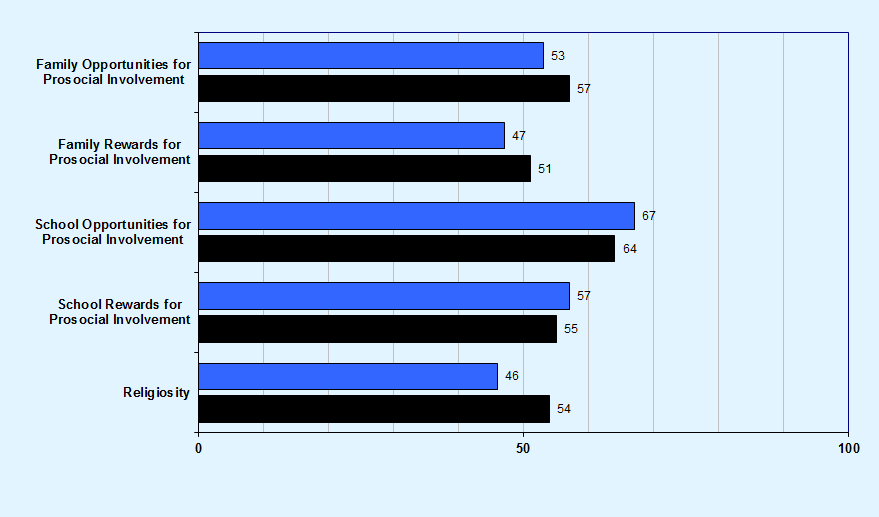 Family Opportunities for
Prosocial Involvement
53
57
Family Rewards for
Prosocial Involvement
47
51
School Opportunities for
Prosocial Involvement
67
64
School Rewards for
Prosocial Involvement
57
55
Religiosity
46
54
0 50 100